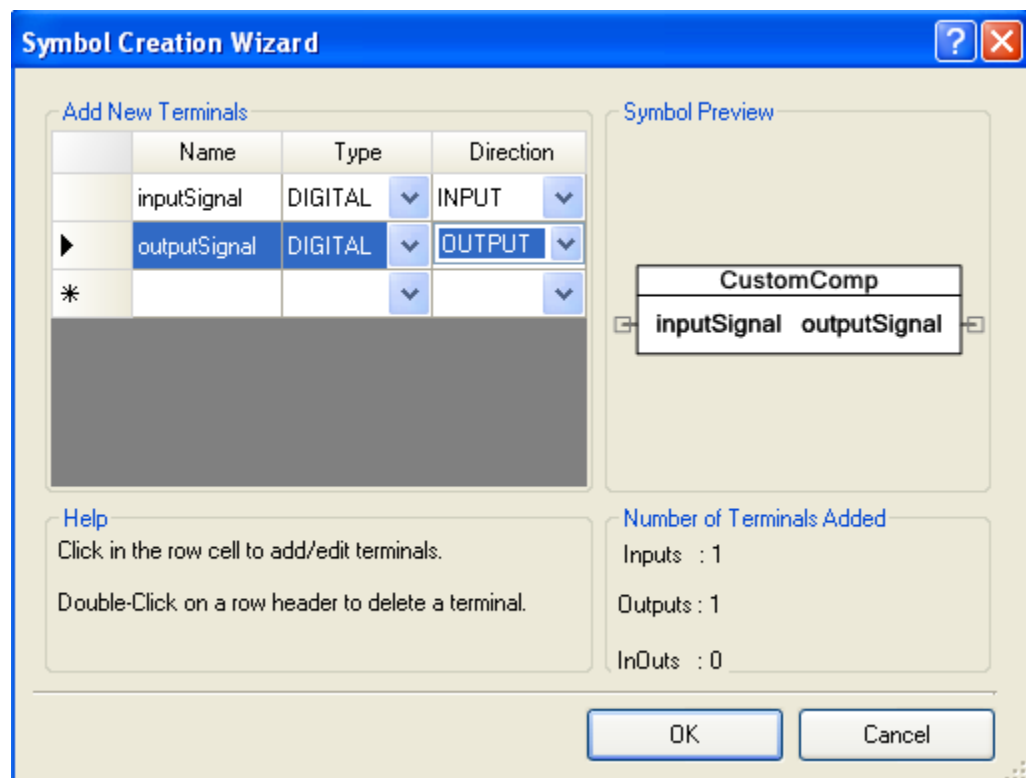 Symbol Creation Wizard
Add New Terminals
Name Type Direction
inputSignal DIGITAL INPUT
outputSignal DIGITAL OUTPUT
Symbol Preview
CustomComp
inputSignal outputSignal
Help
Click in the row cell to add/edit terminals.
Double-Click on a row header to delete a terminal.
Number of Terminals Added
Inputs : 1
Outputs : 1
InOuts : 0
OK Cancel